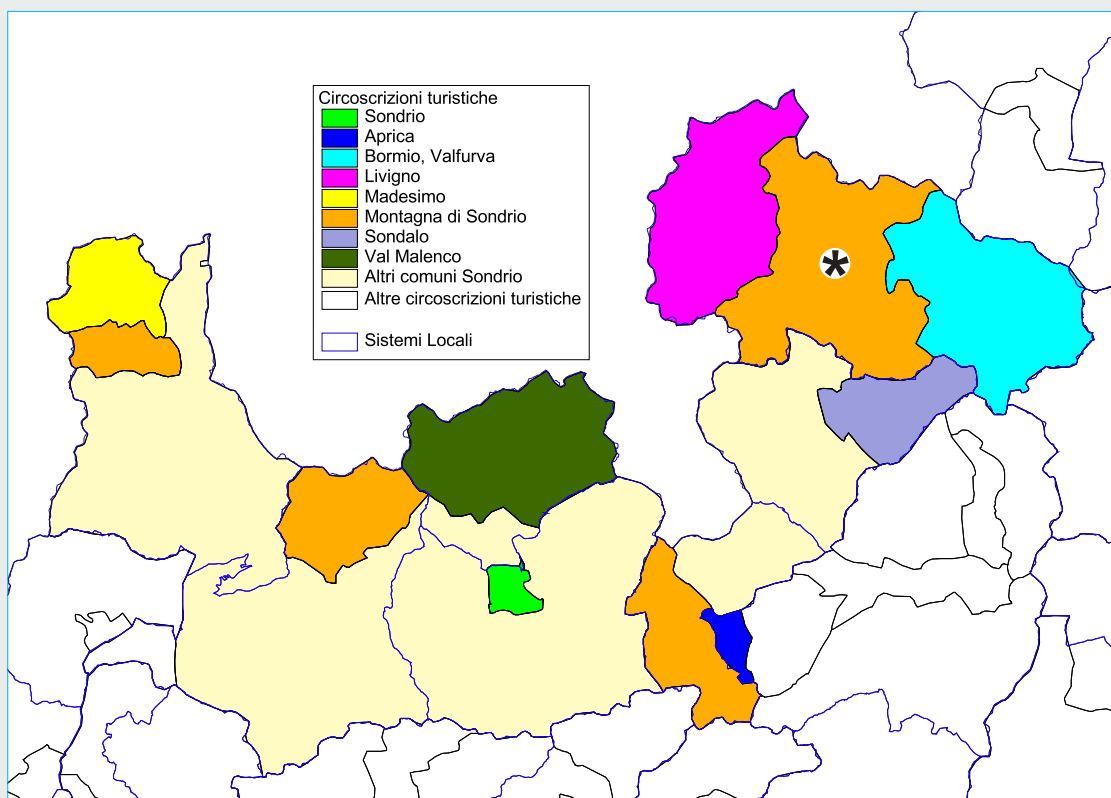 Circoscrizioni turistiche
Sondrio
Aprica
Bormio, Valfurva
Livigno
Madesimo
Montagna di Sondrio
Sondalo
Val Malenco
Altri comuni Sondrio
Altre circoscrizioni turistiche
Sistemi Locali
*